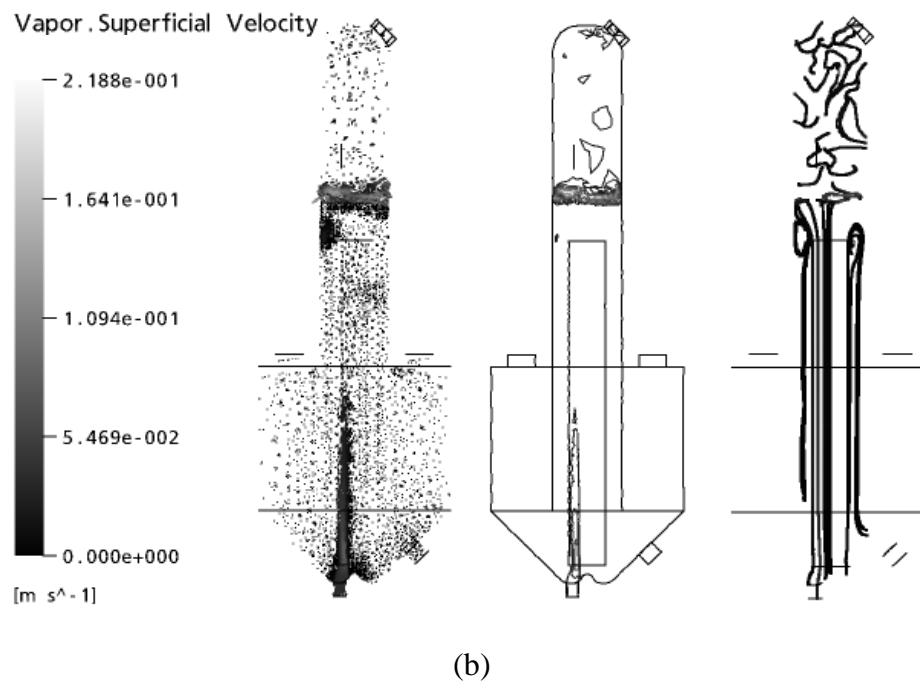 Vapor . Superficial Velocity
2.188e-001
1.641e-001
1.094e-001
5.469e-002
0.000e+000
[m s^-1]
(b)